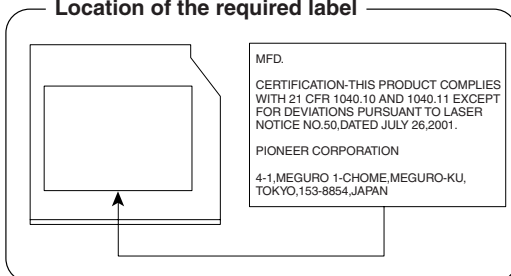 Location of the required label
MFD.
CERTIFICATION-THIS PRODUCT COMPLIES
WITH 21 CFR 1040.10 AND 1040.11 EXCEPT
FOR DEVIATIONS PURSUANT TO LASER
NOTICE NO.50,DATED JULY 26,2001.
PIONEER CORPORATION
4-1,MEGURO 1-CHOME,MEGURO-KU,
TOKYO,153-8854,JAPAN